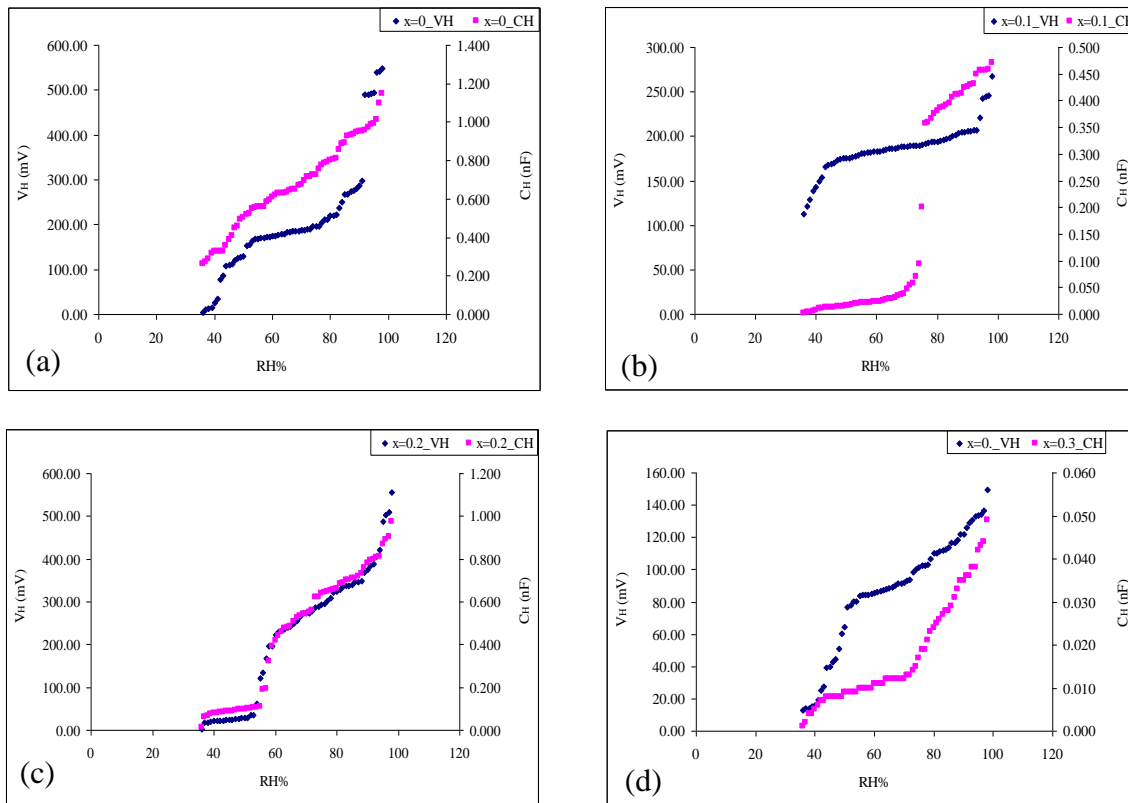 x=0_VH x=0_CH
VH (mV)
600.00
500.00
400.00
300.00
200.00
100.00
0.00
CH (nF)
1.400
1.200
1.000
0.800
0.600
0.400
0.200
0.000
0 20 40 60 80 100 120
RH%
(a)
x=0.1_VH x=0.1_CH
VH (mV)
300.00
250.00
200.00
150.00
100.00
50.00
0.00
CH (nF)
0.500
0.450
0.400
0.350
0.300
0.250
0.200
0.150
0.100
0.050
0.000
0 20 40 60 80 100 120
RH%
(b)
x=0.2_VH x=0.2_CH
VH (mV)
600.00
500.00
400.00
300.00
200.00
100.00
0.00
CH (nF)
1.200
1.000
0.800
0.600
0.400
0.200
0.000
0 20 40 60 80 100 120
RH%
(c)
x=0._VH x=0.3_CH
VH (mV)
160.00
140.00
120.00
100.00
80.00
60.00
40.00
20.00
0.00
CH (nF)
0.060
0.050
0.040
0.030
0.020
0.010
0.000
0 20 40 60 80 100 120
RH%
(d)